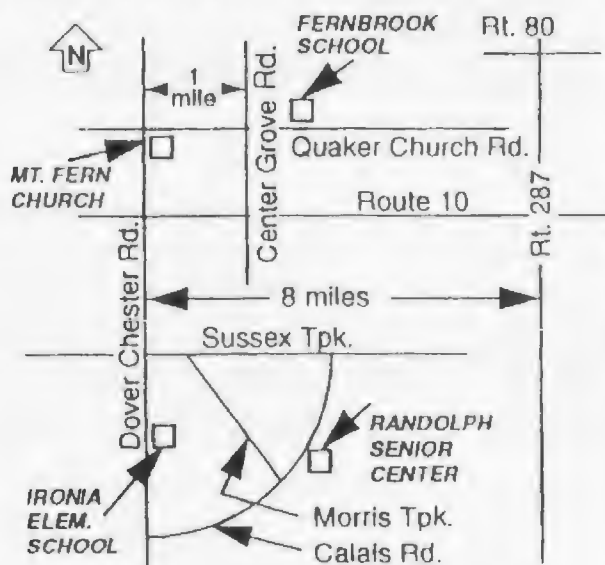 FERNBROOK
SCHOOL
Rt. 80
N
1
mile
Center Grove Rd.
Quaker Church Rd.
MT. FERN
CHURCH
Route 10
Rt. 287
Dover Chester Rd.
8 miles
Sussex Tpk.
RANDOLPH
SENIOR
CENTER
IRONIA
ELEM.
SCHOOL
Morris Tpk.
Calais Rd.